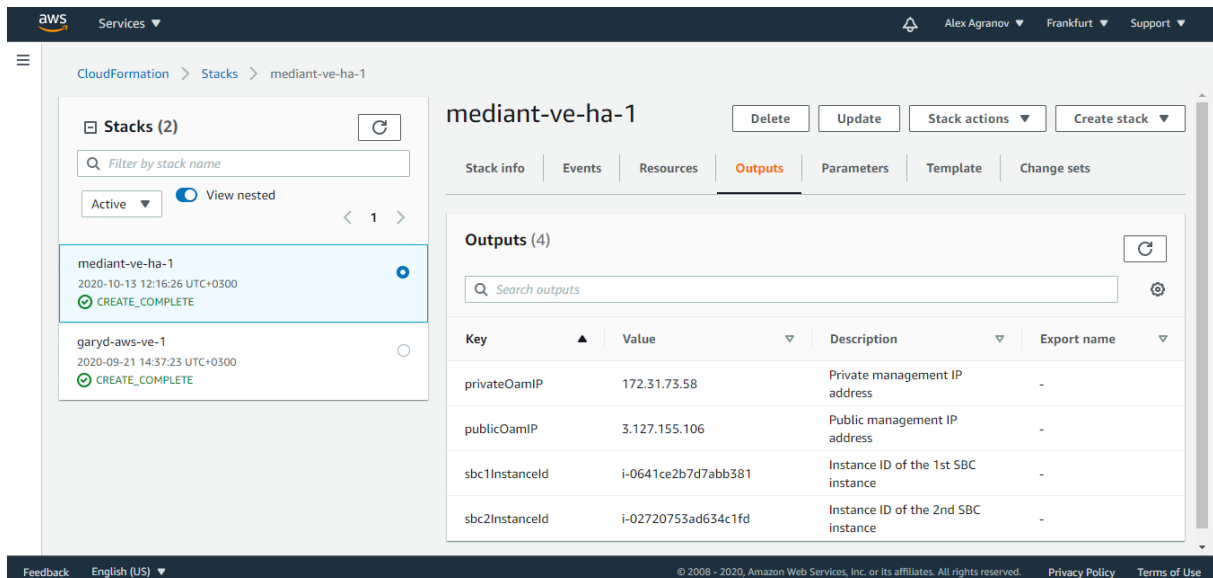 aws Services ▼ Alex Agranov ▼ Frankfurt ▼ Support ▼
CloudFormation > Stacks > mediant-ve-ha-1
Stacks (2)
Filter by stack name
Active ▼ View nested
< 1 >
mediant-ve-ha-1
2020-10-13 12:16:26 UTC+0300
CREATE_COMPLETE
garyd-aws-ve-1
2020-09-21 14:37:23 UTC+0300
CREATE_COMPLETE
mediant-ve-ha-1 Delete Update Stack actions ▼ Create stack ▼
Stack info Events Resources Outputs Parameters Template Change sets
Outputs (4)
Search outputs
Key ▲ Value Description Export name
privateOamIP 172.31.73.58 Private management IP address -
publicOamIP 3.127.155.106 Public management IP address -
sbc1InstanceId i-0641ce2b7d7abb381 Instance ID of the 1st SBC instance -
sbc2InstanceId i-02720753ad634c1fd Instance ID of the 2nd SBC instance -
Feedback English (US) ▼ © 2008 - 2020, Amazon Web Services, Inc. or its affiliates. All rights reserved. Privacy Policy Terms of Use